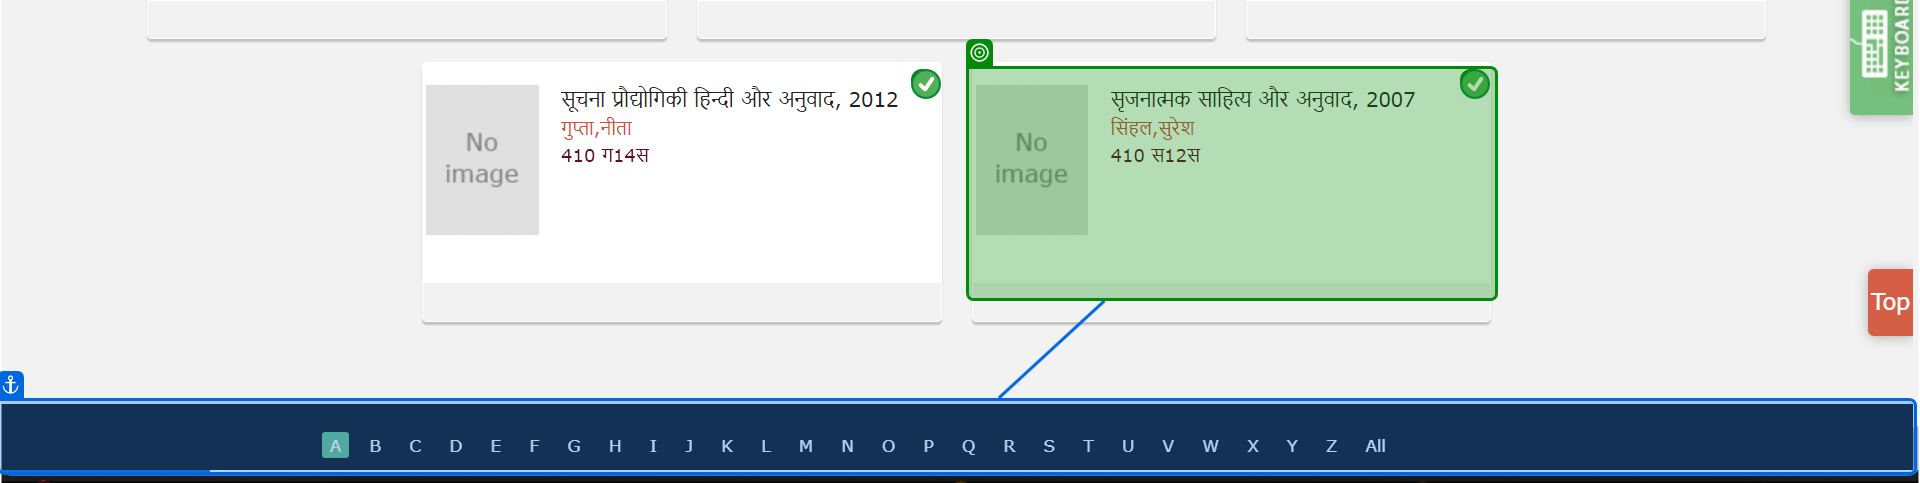 KEYBOARD
No image
सूचना प्रौद्योगिकी हिन्दी और अनुवाद, 2012
गुप्ता,नीता
410 ग14स
No image
सृजनात्मक साहित्य और अनुवाद, 2007
सिंहल,सुरेश
410 स12स
Top
A B C D E F G H I J K L M N O P Q R S T U V W X Y Z All